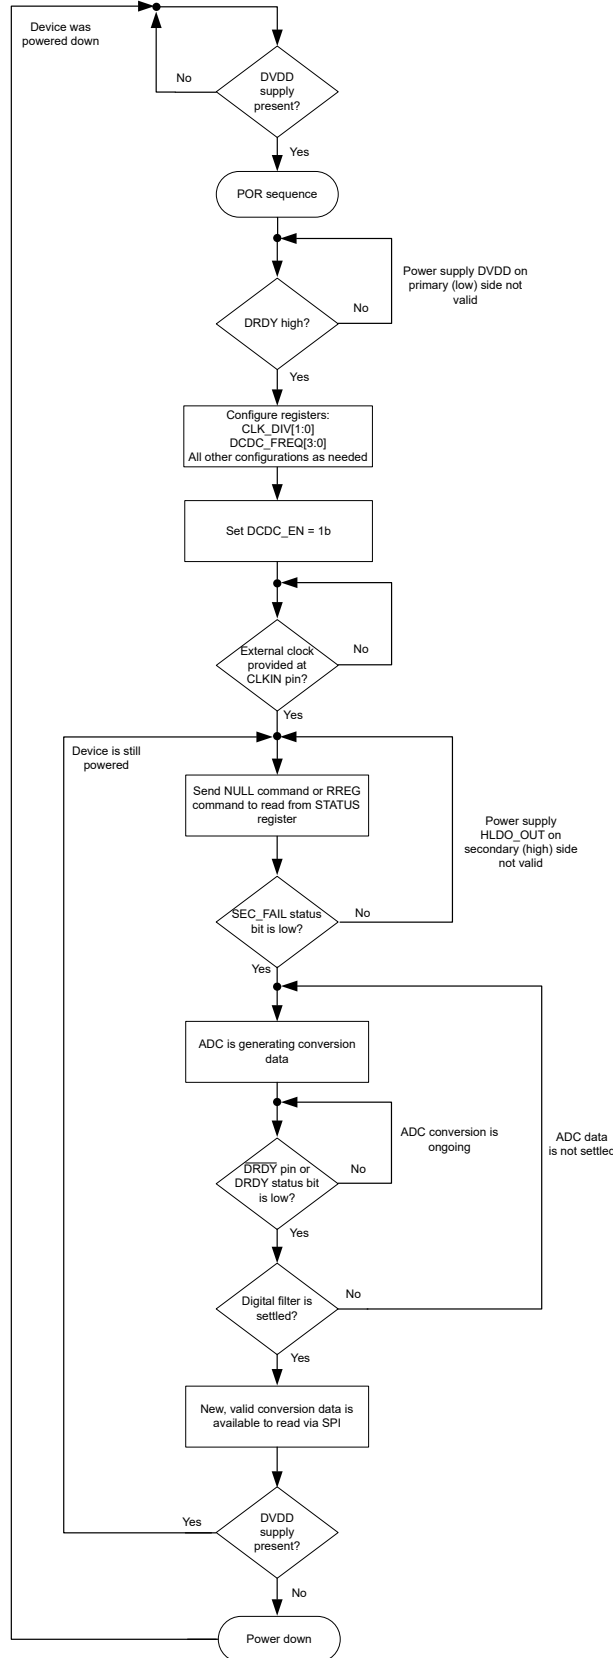 Device was
powered down
DVDD
supply
present?
No
Yes
POR sequence
Power supply DVDD on
primary (low) side not
valid
No
DRDY high?
Yes
Configure registers:
CLK_DIV[1:0]
DCDC_FREQ[3:0]
All other configurations as needed
Set DCDC_EN = 1b
External clock
provided at
CLKIN pin?
No
Yes
Device is still
powered
Send NULL command or RREG
command to read from STATUS
register
Power supply
HLDO_OUT on
secondary (high) side
not valid
SEC_FAIL status
bit is low?
No
Yes
ADC is generating conversion
data
ADC conversion is
ongoing
ADC data
is not settled
DRDY pin or
DRDY status bit
is low?
No
Yes
Digital filter is
settled?
No
Yes
New, valid conversion data is
available to read via SPI
DVDD
supply
present?
Yes
No
Power down